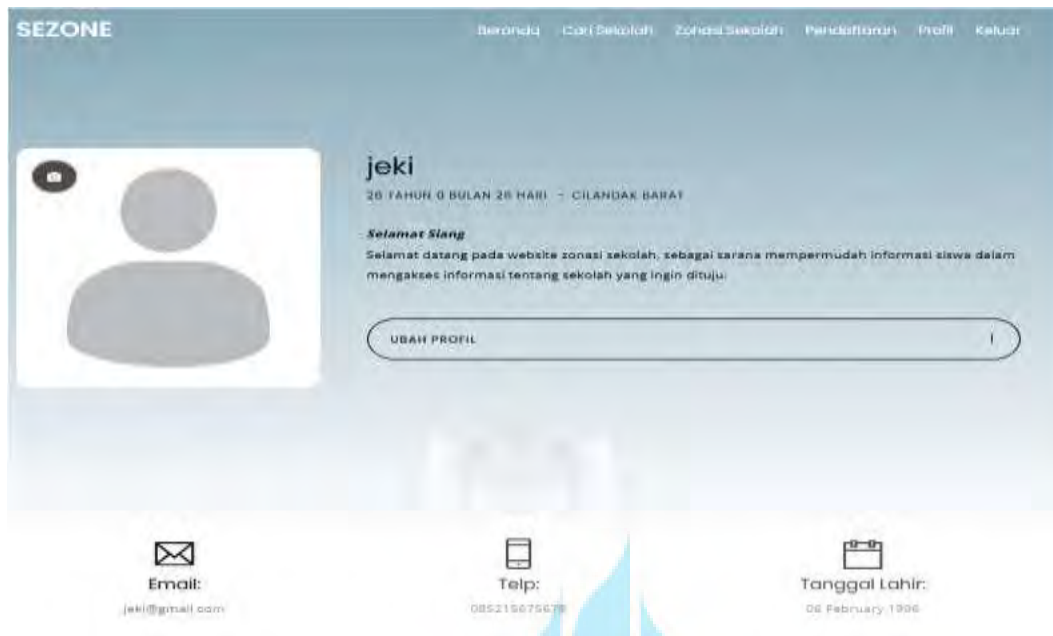 SEZONE
Beranda Cari Sekolah Zonasi Sekolah Pendaftaran Profil Keluar
jeki
26 TAHUN 0 BULAN 26 HARI - CILANDAK BARAT
Selamat Siang
Selamat datang pada website zonasi sekolah, sebagai sarana mempermudah informasi siswa dalam
mengakses informasi tentang sekolah yang ingin dituju.
UBAH PROFIL
Email: Telp: Tanggal Lahir:
jeki@gmail.com 06 February 1996